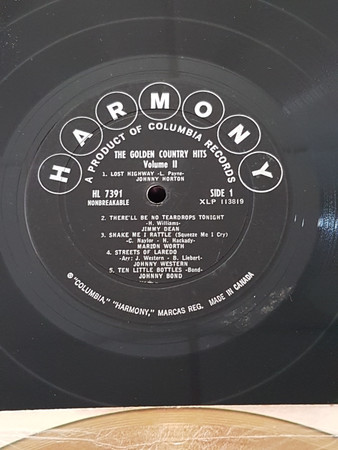 HARMONY
A PRODUCT OF COLUMBIA RECORDS
THE GOLDEN COUNTRY HITS
Volume II
1. LOST HIGHWAY -L. Payne-
JOHNNY HORTON
HL 7391
NONBREAKABLE
SIDE 1
XLP 113819
2. THERE'LL BE NO TEARDROPS TONIGHT
-H. Williams-
JIMMY DEAN
3. SHAKE ME I RATTLE (Squeeze Me I Cry)
-C. Naylor - H. Hackady-
MARION WORTH
4. STREETS OF LAREDO
-Arr: J. Western - B. Liebert-
JOHNNY WESTERN
5. TEN LITTLE BOTTLES -Bond-
JOHNNY BOND
® "COLUMBIA," "HARMONY," MARCAS REG. MADE IN CANADA